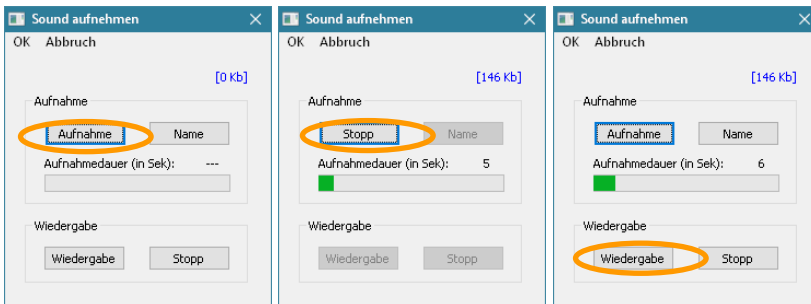 Sound aufnehmen
OK Abbruch
[0 Kb]
Aufnahme
Aufnahme Name
Aufnahmedauer (in Sek): ---
Wiedergabe
Wiedergabe Stopp
Sound aufnehmen
OK Abbruch
[146 Kb]
Aufnahme
Stopp Name
Aufnahmedauer (in Sek): 5
Wiedergabe
Wiedergabe Stopp
Sound aufnehmen
OK Abbruch
[146 Kb]
Aufnahme
Aufnahme Name
Aufnahmedauer (in Sek): 6
Wiedergabe
Wiedergabe Stopp